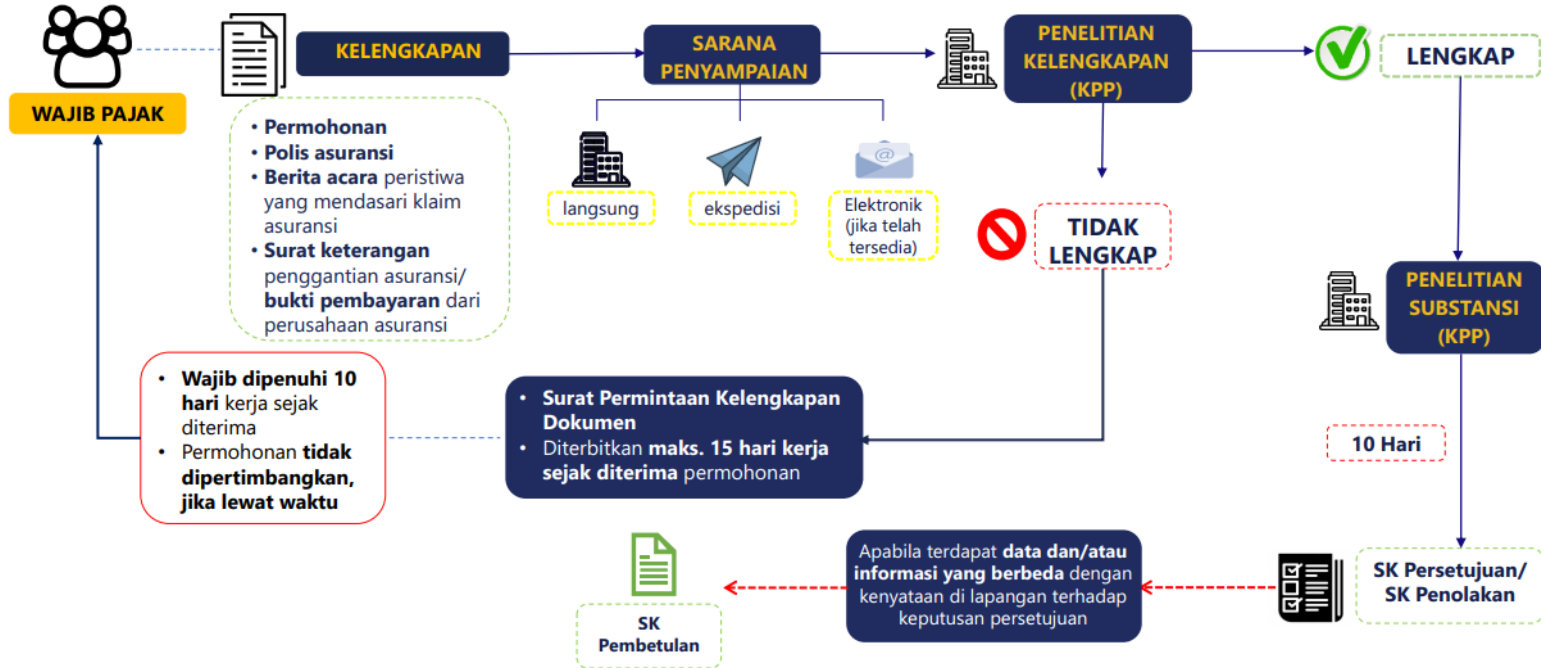 WAJIB PAJAK
KELENGKAPAN
• Permohonan
• Polis asuransi
• Berita acara peristiwa
yang mendasari klaim
asuransi
• Surat keterangan
penggantian asuransi/
bukti pembayaran dari
perusahaan asuransi
SARANA
PENYAMPAIAN
langsung
ekspedisi
@
Elektronik
(jika telah
tersedia)
PENELITIAN
KELENGKAPAN
(KPP)
LENGKAP
TIDAK
LENGKAP
PENELITIAN
SUBSTANSI
(KPP)
• Wajib dipenuhi 10
hari kerja sejak
diterima
• Permohonan tidak
dipertimbangkan,
jika lewat waktu
• Surat Permintaan Kelengkapan
Dokumen
• Diterbitkan maks. 15 hari kerja
sejak diterima permohonan
10 Hari
SK Persetujuan/
SK Penolakan
Apabila terdapat data dan/atau
informasi yang berbeda dengan
kenyataan di lapangan terhadap
keputusan persetujuan
SK
Pembetulan